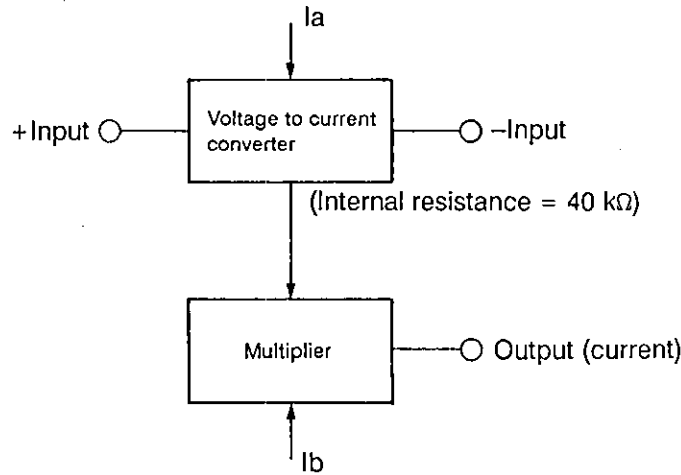 Ia
Voltage to current
converter
+Input
–Input
(Internal resistance = 40 kΩ)
Multiplier
Output (current)
Ib